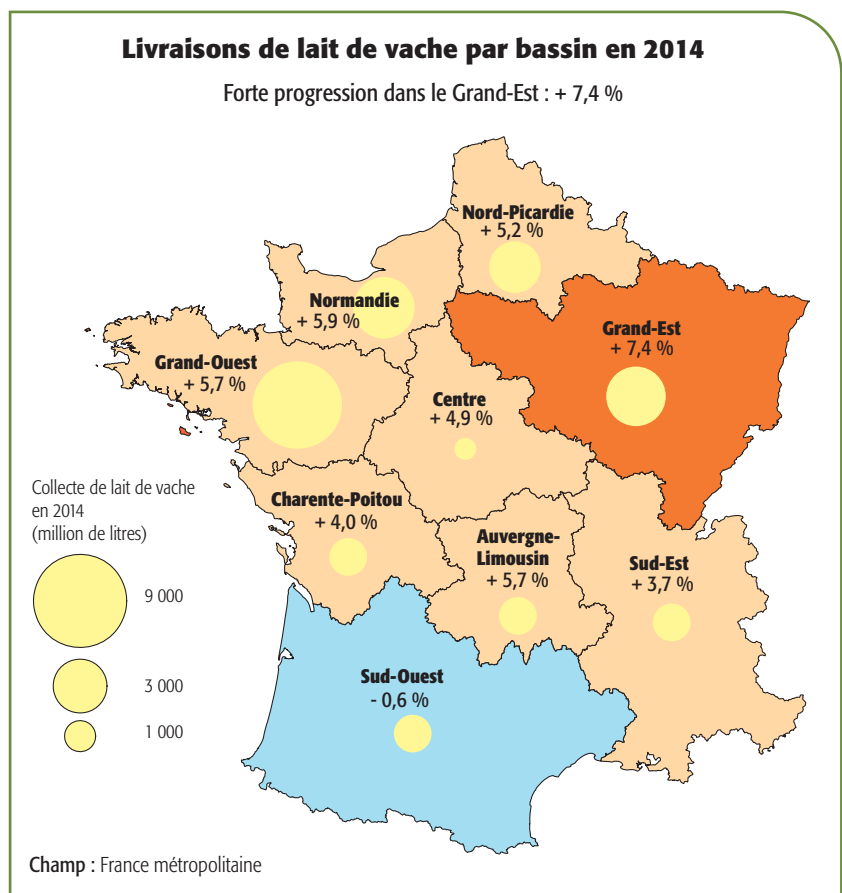 Livraisons de lait de vache par bassin en 2014
Forte progression dans le Grand-Est : + 7,4 %
Nord-Picardie
+ 5,2 %
Normandie
+ 5,9 %
Grand-Est
+ 7,4 %
Grand-Ouest
+ 5,7 %
Centre
+ 4,9 %
Collecte de lait de vache
en 2014
(million de litres)
9 000
3 000
1 000
Charente-Poitou
+ 4,0 %
Auvergne-
Limousin
+ 5,7 %
Sud-Est
+ 3,7 %
Sud-Ouest
- 0,6 %
Champ : France métropolitaine